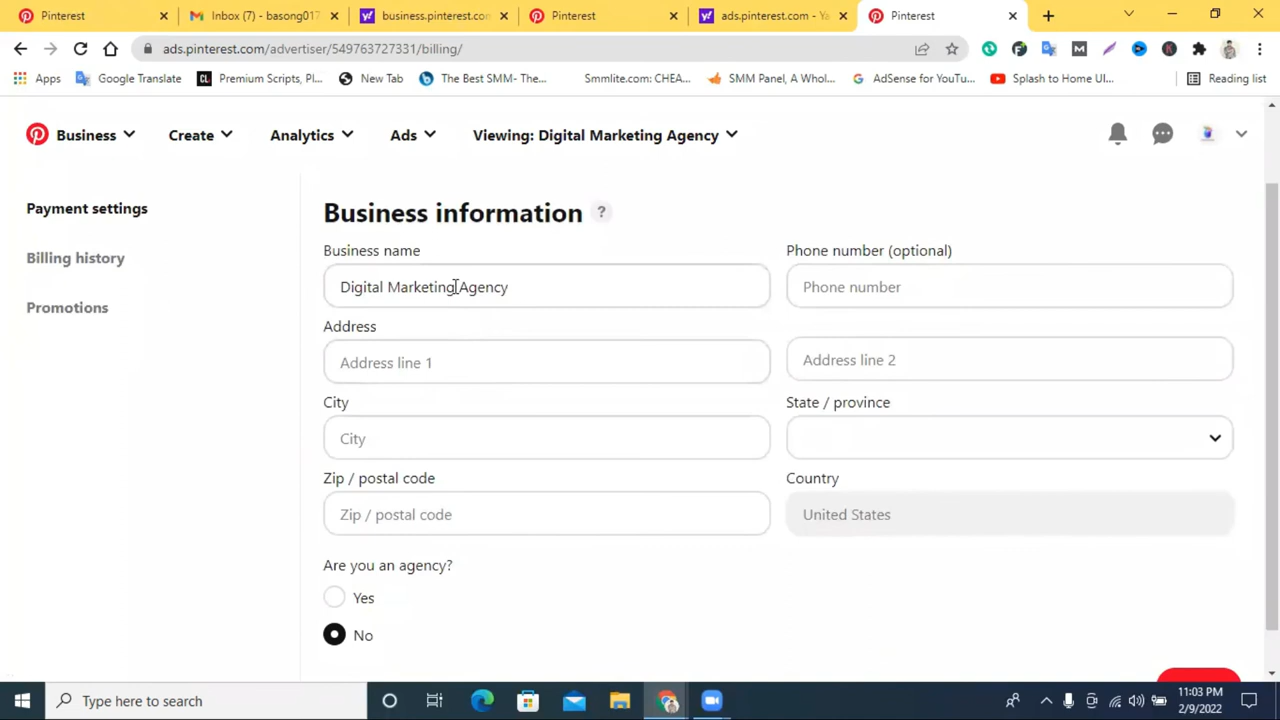 Pinterest
Inbox (7) - basong017
business.pinterest.co
Pinterest
ads.pinterest.com - Ya
Pinterest
ads.pinterest.com/advertiser/549763727331/billing/
Apps
Google Translate
Premium Scripts, Pl...
New Tab
The Best SMM- The...
Smmlite.com: CHEA...
SMM Panel, A Whol...
AdSense for YouTu...
Splash to Home UI...
Reading list
Business
Create
Analytics
Ads
Viewing: Digital Marketing Agency
Payment settings
Billing history
Promotions
Business information ?
Business name
Phone number (optional)
Digital Marketing Agency
Phone number
Address
Address line 1
Address line 2
City
State / province
City
Zip / postal code
Country
Zip / postal code
United States
Are you an agency?
Yes
No
Type here to search
11:03 PM
2/9/2022